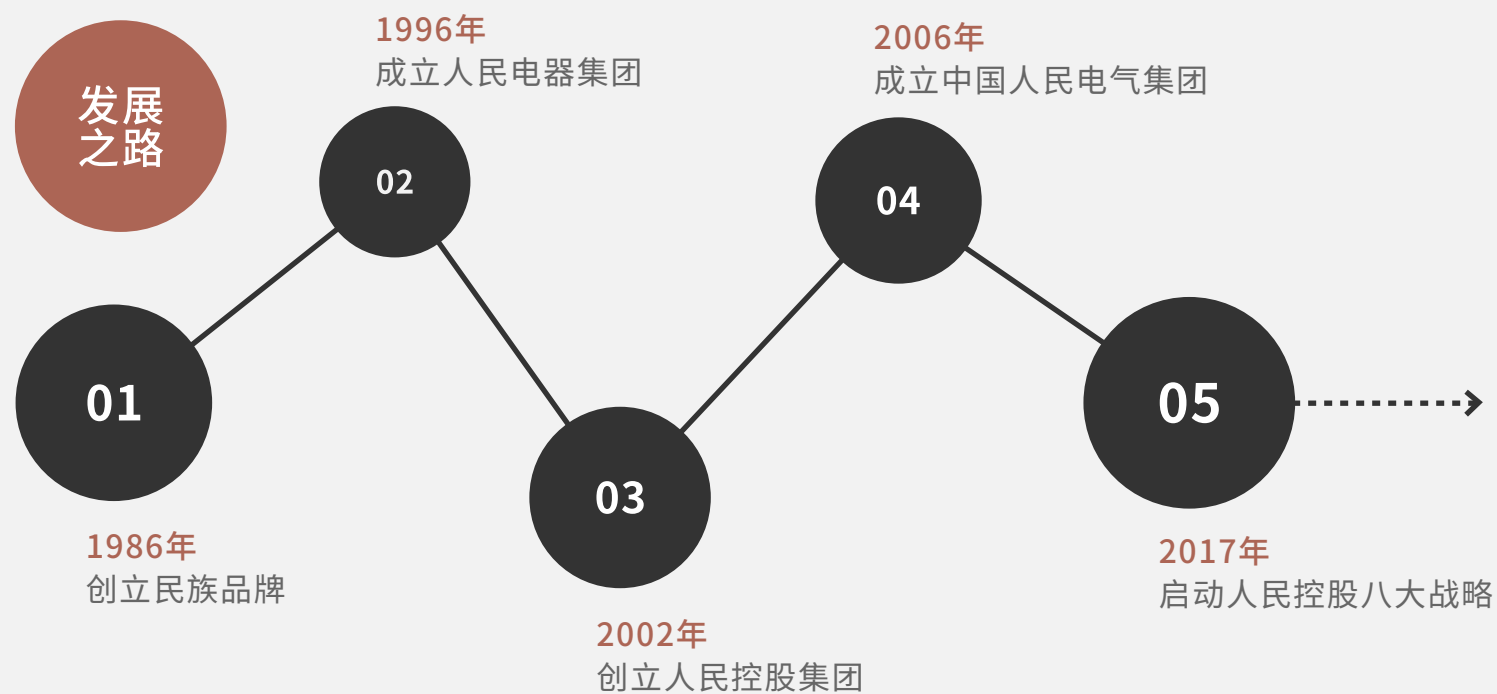 发展
之路
01
1986年
创立民族品牌
02
1996年
成立人民电器集团
03
2002年
创立人民控股集团
04
2006年
成立中国人民电气集团
05
2017年
启动人民控股八大战略